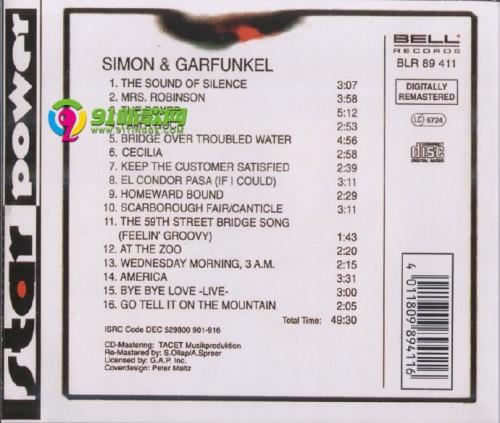 star power
BELL
RECORDS
BLR 89 411
DIGITALLY
REMASTERED
LC 6724
COMPACT
disc
DIGITAL AUDIO
SIMON & GARFUNKEL
1. THE SOUND OF SILENCE 3:07
2. MRS. ROBINSON 3:58
THE BOXER 5:12
2:53
5. BRIDGE OVER TROUBLED WATER 4:56
6. CECILIA 2:58
7. KEEP THE CUSTOMER SATISFIED 2:39
8. EL CONDOR PASA (IF I COULD) 3:11
9. HOMEWARD BOUND 2:29
10. SCARBOROUGH FAIR/CANTICLE 3:11
11. THE 59TH STREET BRIDGE SONG
(FEELIN' GROOVY) 1:43
12. AT THE ZOO 2:20
13. WEDNESDAY MORNING, 3 A.M. 2:15
14. AMERICA 3:31
15. BYE BYE LOVE -LIVE- 3:00
16. GO TELL IT ON THE MOUNTAIN 2:05
Total Time: 49:30
ISRC Code DEC 529800 901-916
CD-Mastering: TACET Musikproduktion
Re-Mastered by: S.Ollap/A.Spreer
Licensed by: G.A.P. Inc.
Coverdesign: Peter Maltz
4 011809 894116